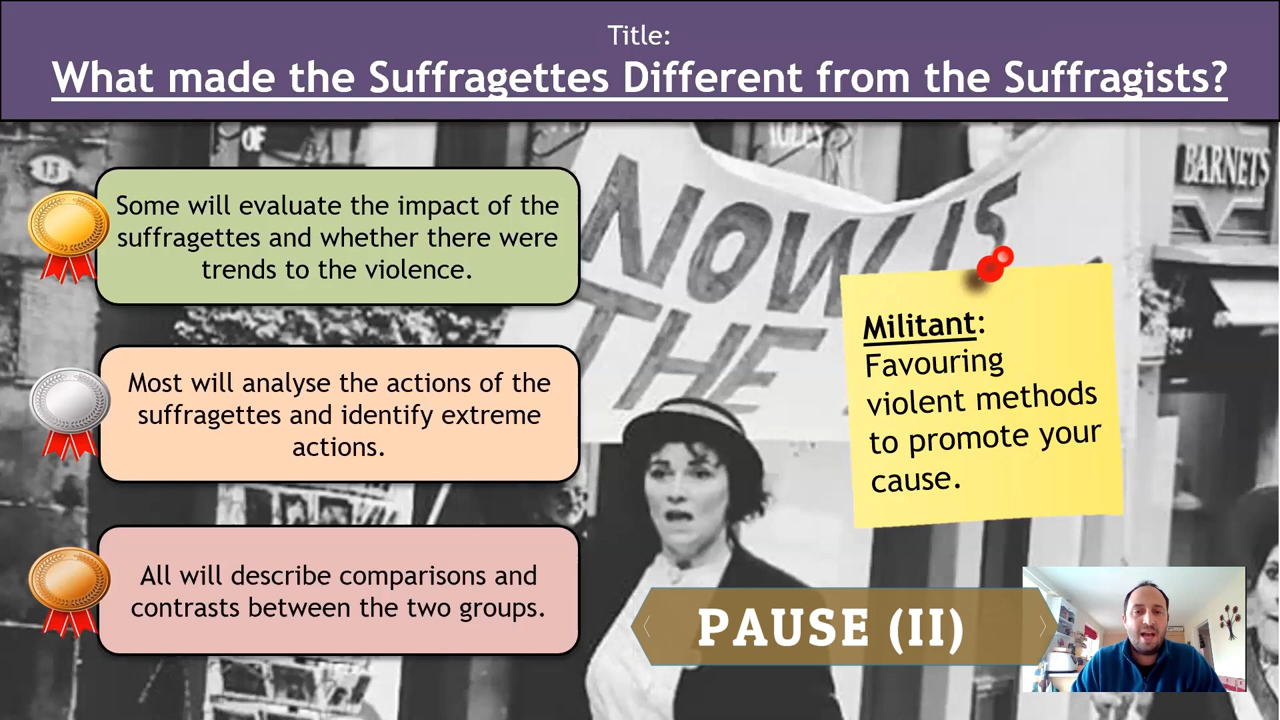 Title:
What made the Suffragettes Different from the Suffragists?
OF
13
BARNETS
NOW IS
THE
Some will evaluate the impact of the
suffragettes and whether there were
trends to the violence.
Most will analyse the actions of the
suffragettes and identify extreme
actions.
All will describe comparisons and
contrasts between the two groups.
Militant:
Favouring
violent methods
to promote your
cause.
PAUSE (II)